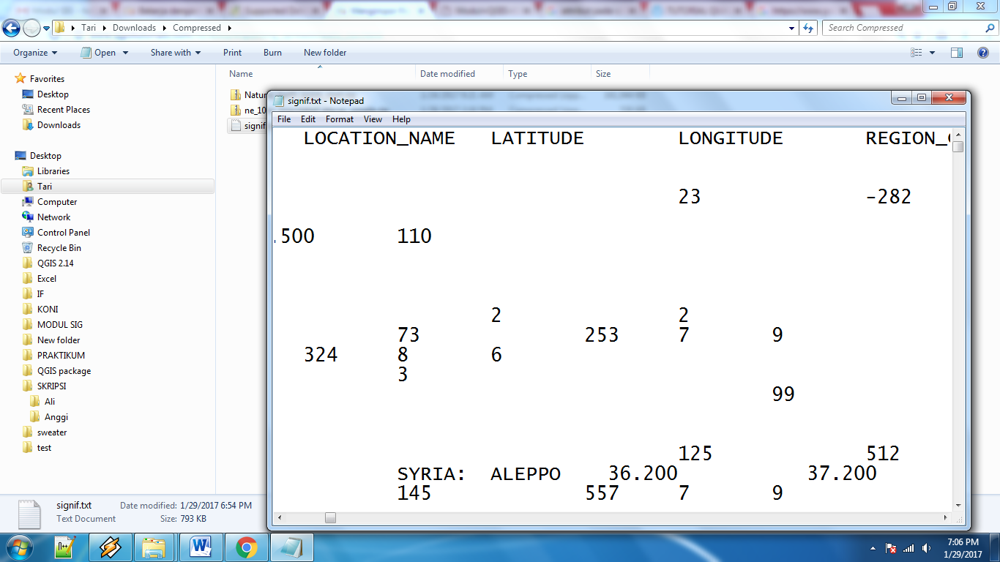 Tari Downloads Compressed
Search Compressed
Organize Open Share with Print Burn New folder
Name Date modified Type Size
Favorites
Desktop
Recent Places
Downloads
Desktop
Libraries
Tari
Computer
Network
Control Panel
Recycle Bin
QGIS 2.14
Excel
IF
KONI
MODUL SIG
New folder
PRAKTIKUM
QGIS package
SKRIPSI
Ali
Anggi
sweater
test
Natur
ne_10
signif
signif.txt - Notepad
File Edit Format View Help
LOCATION_NAME LATITUDE LONGITUDE REGION_
23 -282
.500 110
2 2
73 253 7 9
324 8 6
3
99
125 512
SYRIA: ALEPPO 36.200 37.200
145 557 7 9
signif.txt Date modified: 1/29/2017 6:54 PM
Text Document Size: 793 KB
7:06 PM
1/29/2017